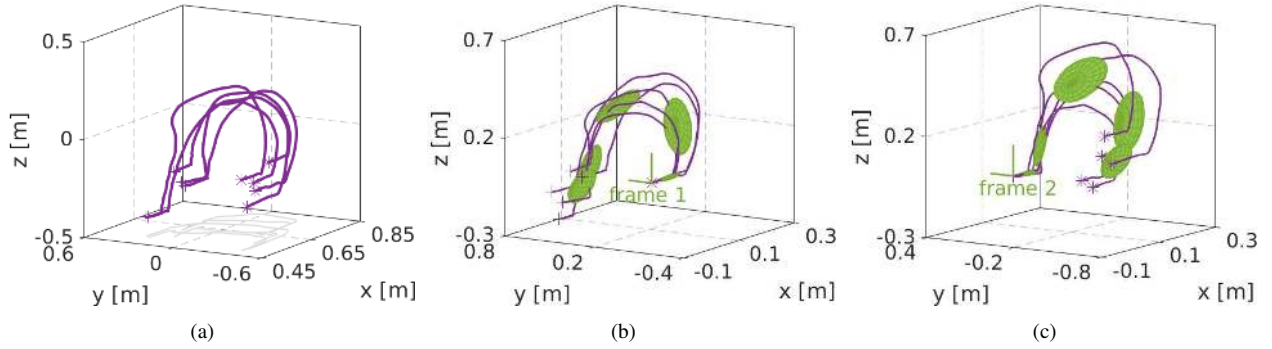 0.5
0
-0.5
z [m]
0.6
0
-0.6
y [m]
0.45
0.65
0.85
x [m]
(a)
0.7
0.2
-0.3
z [m]
0.8
0.2
-0.4
y [m]
-0.1
0.1
0.3
x [m]
frame 1
(b)
0.7
0.2
-0.3
z [m]
0.4
-0.2
-0.8
y [m]
-0.1
0.1
0.3
x [m]
frame 2
(c)